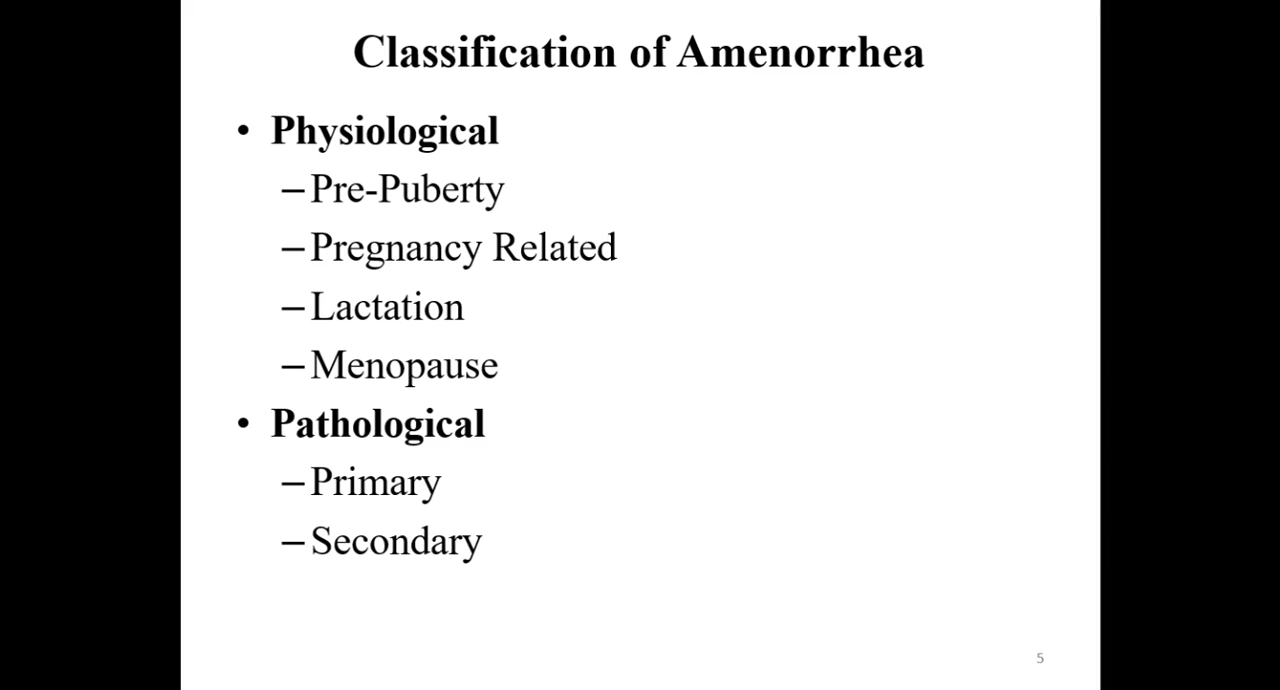 Classification of Amenorrhea
• Physiological
– Pre-Puberty
– Pregnancy Related
– Lactation
– Menopause
• Pathological
– Primary
– Secondary
5